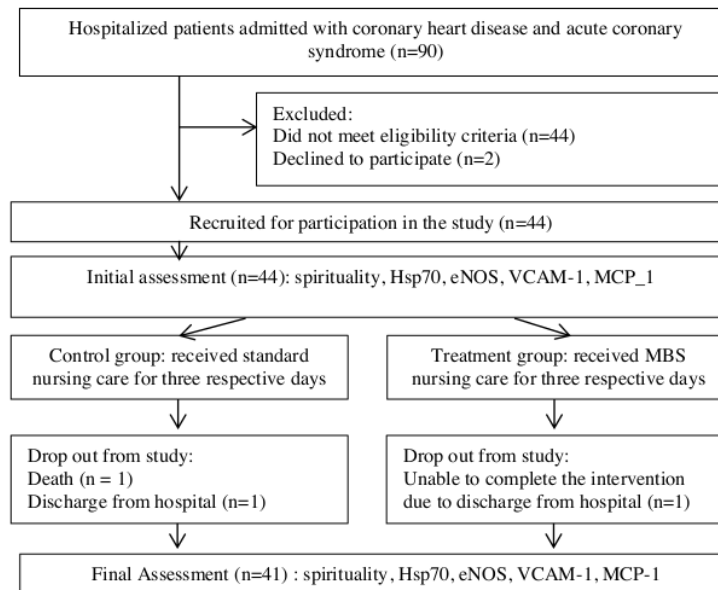 Hospitalized patients admitted with coronary heart disease and acute coronary
syndrome (n=90)
Excluded:
Did not meet eligibility criteria (n=44)
Declined to participate (n=2)
Recruited for participation in the study (n=44)
Initial assessment (n=44): spirituality, Hsp70, eNOS, VCAM-1, MCP_1
Control group: received standard
nursing care for three respective days
Treatment group: received MBS
nursing care for three respective days
Drop out from study:
Death (n = 1)
Discharge from hospital (n=1)
Drop out from study:
Unable to complete the intervention
due to discharge from hospital (n=1)
Final Assessment (n=41) : spirituality, Hsp70, eNOS, VCAM-1, MCP-1